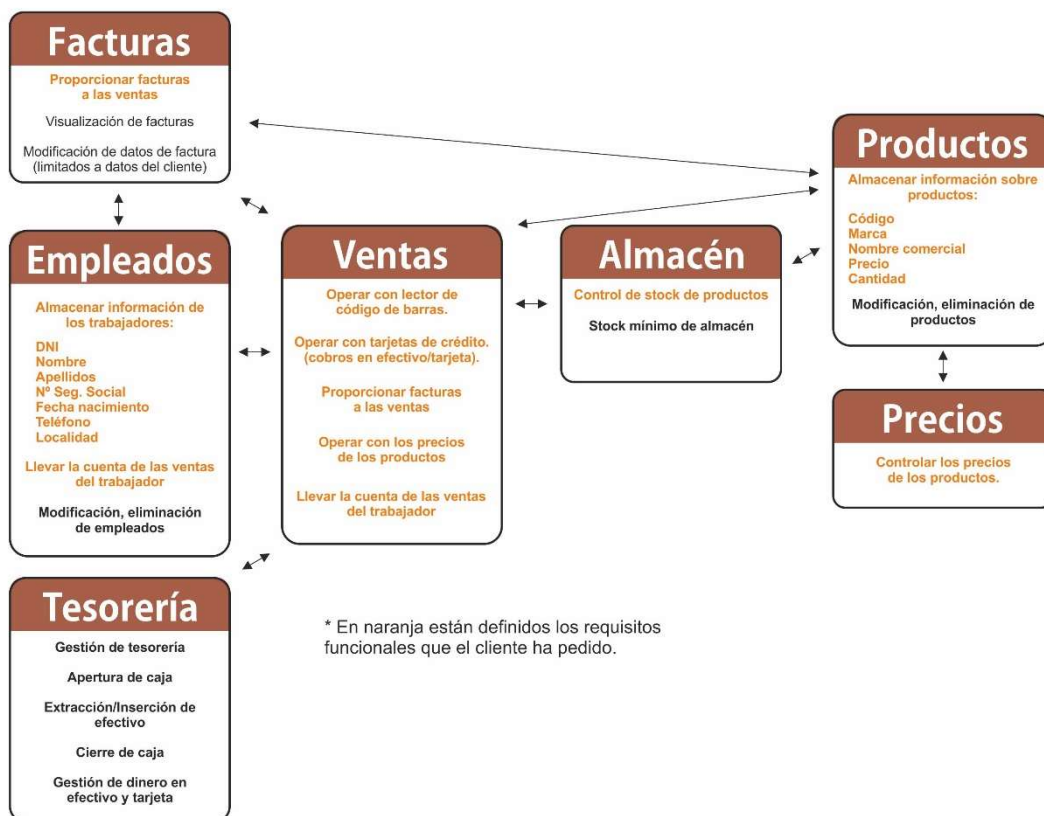 Facturas
Proporcionar facturas
a las ventas
Visualización de facturas
Modificación de datos de factura
(limitados a datos del cliente)
Empleados
Almacenar información de
los trabajadores:
DNI
Nombre
Apellidos
Nº Seg. Social
Fecha nacimiento
Teléfono
Localidad
Llevar la cuenta de las ventas
del trabajador
Modificación, eliminación
de empleados
Tesorería
Gestión de tesorería
Apertura de caja
Extracción/Inserción de
efectivo
Cierre de caja
Gestión de dinero en
efectivo y tarjeta
Ventas
Operar con lector de
código de barras.
Operar con tarjetas de crédito.
(cobros en efectivo/tarjeta).
Proporcionar facturas
a las ventas
Operar con los precios
de los productos
Llevar la cuenta de las ventas
del trabajador
Almacén
Control de stock de productos
Stock mínimo de almacén
Productos
Almacenar información sobre
productos:
Código
Marca
Nombre comercial
Precio
Cantidad
Modificación, eliminación de
productos
Precios
Controlar los precios
de los productos.
* En naranja están definidos los requisitos
funcionales que el cliente ha pedido.